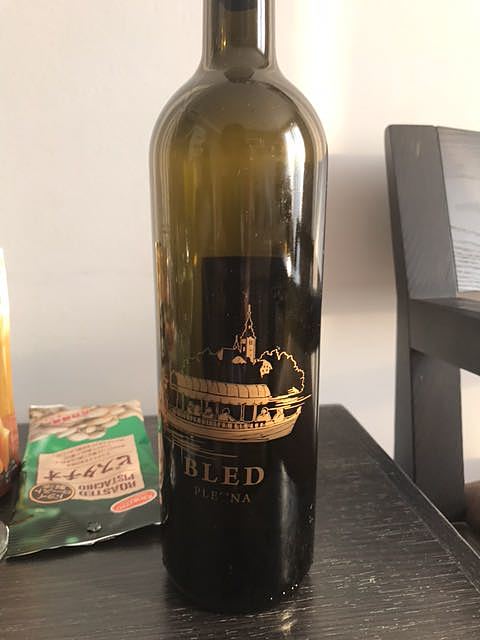 BLED
PLETNA
ピスタチオ
ROASTED
PISTACHIO